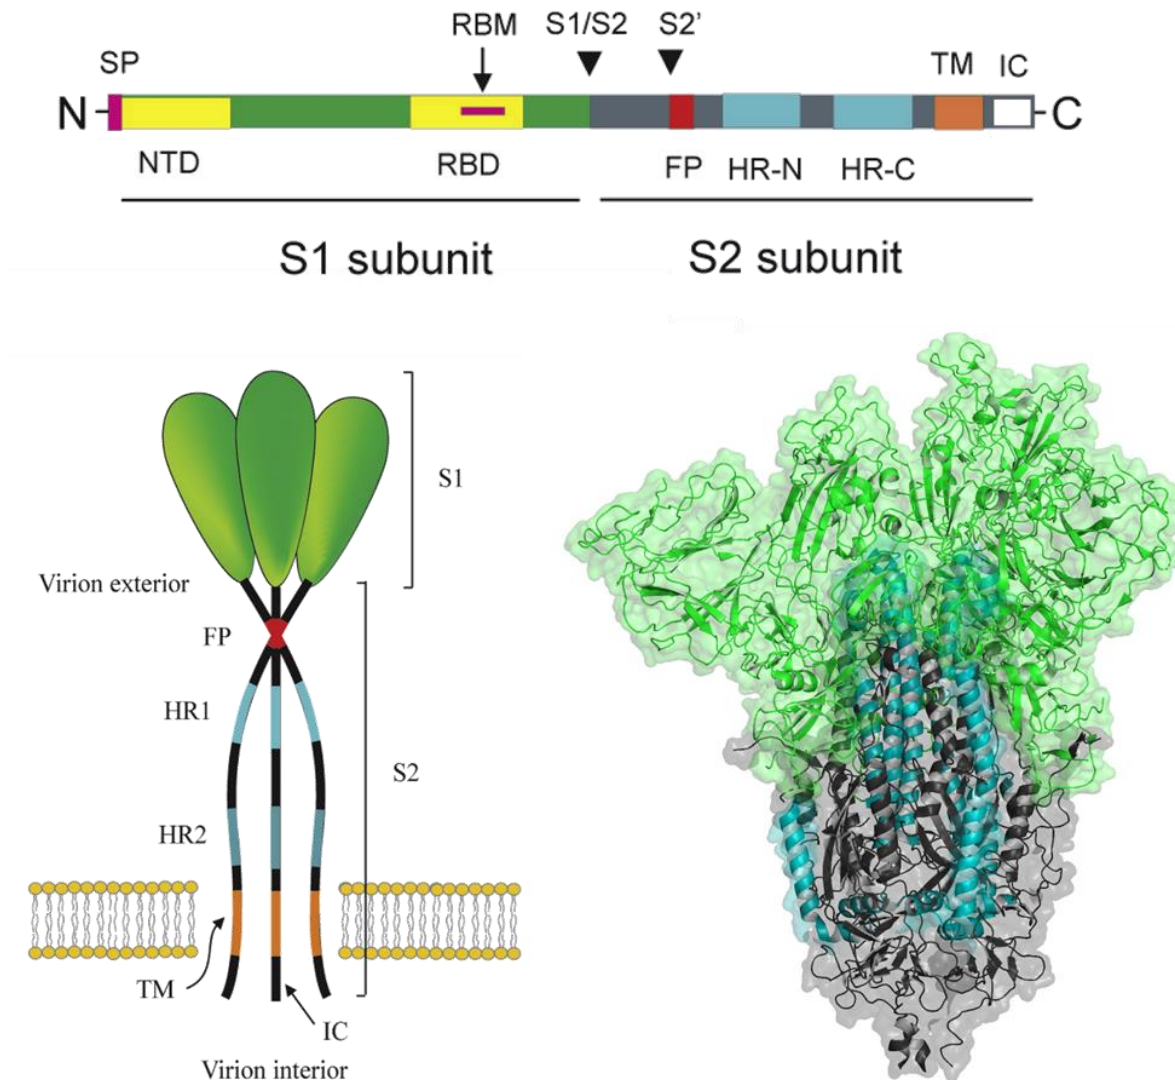 RBM S1/S2 S2’
SP TM IC
N C
NTD RBD FP HR-N HR-C
S1 subunit S2 subunit
S1
Virion exterior
FP
HR1
S2
HR2
TM
IC
Virion interior